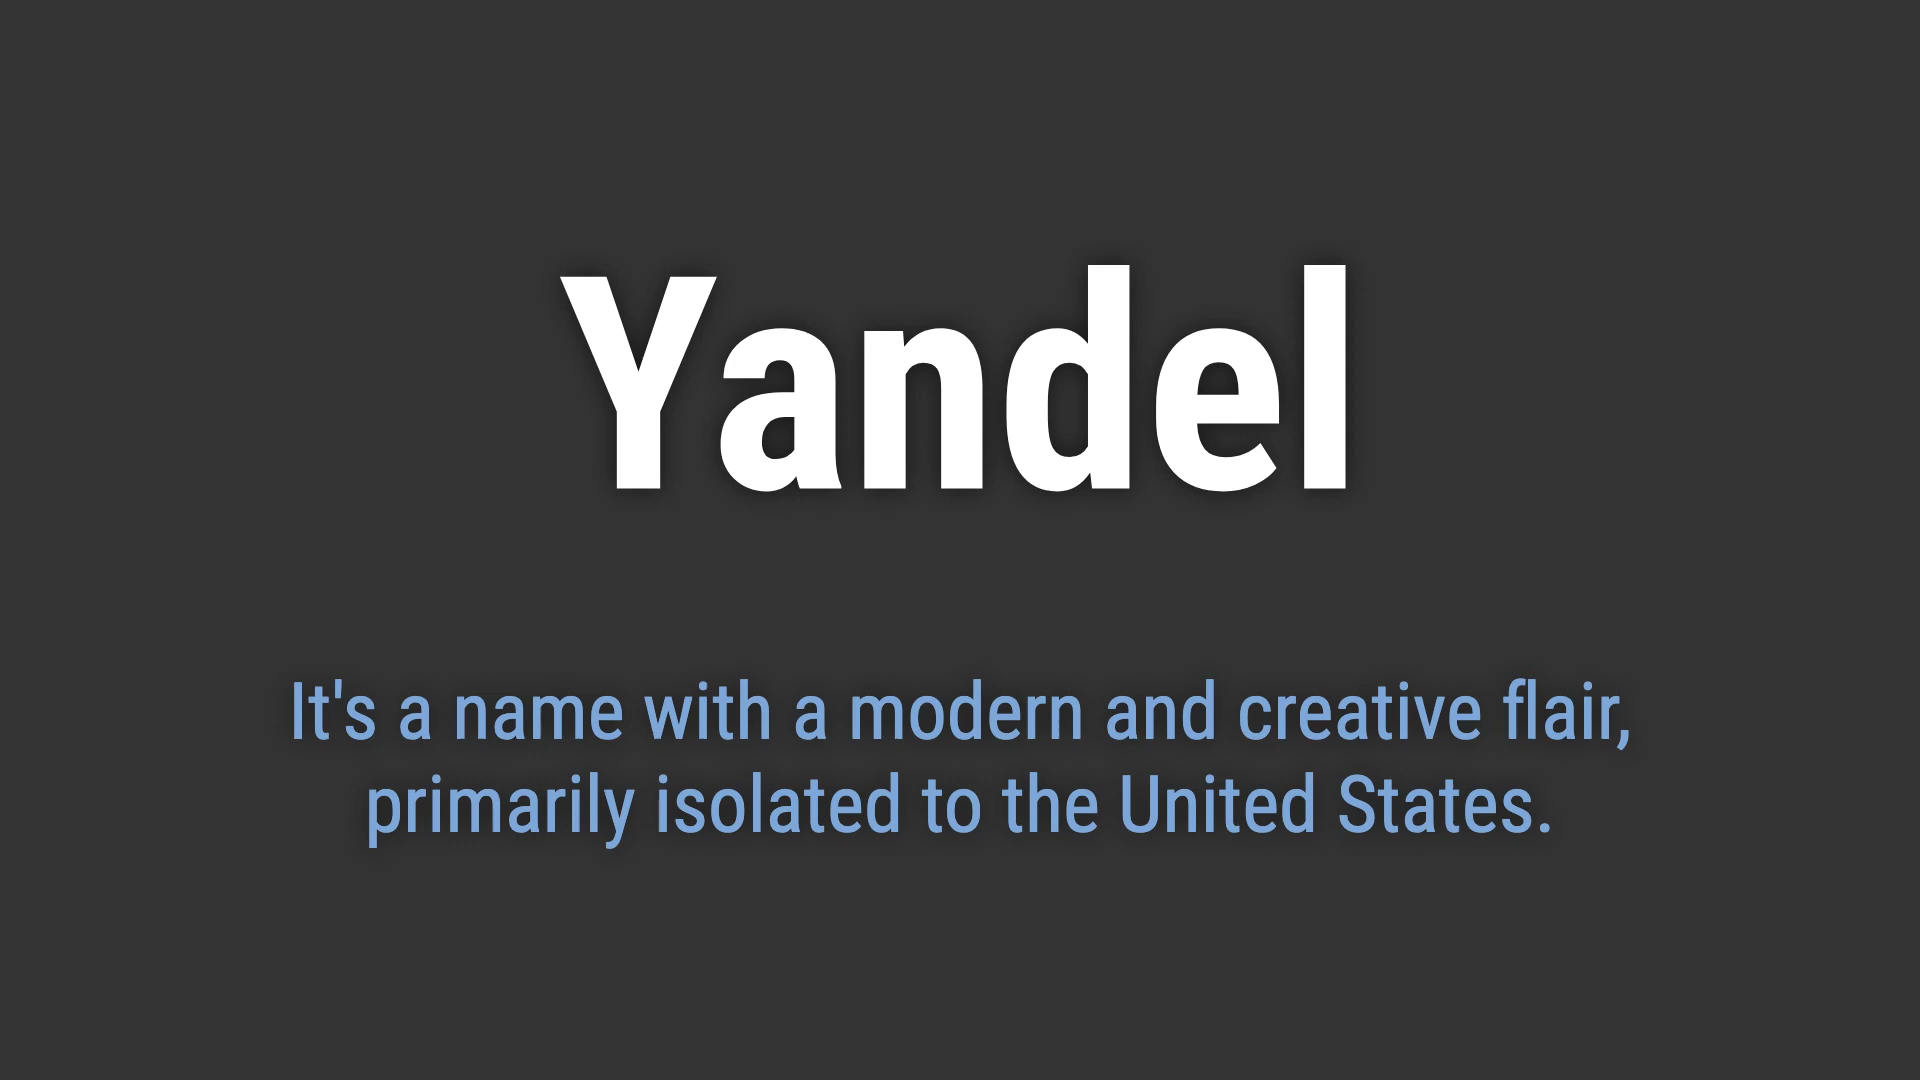 Yandel
It's a name with a modern and creative flair,
primarily isolated to the United States.